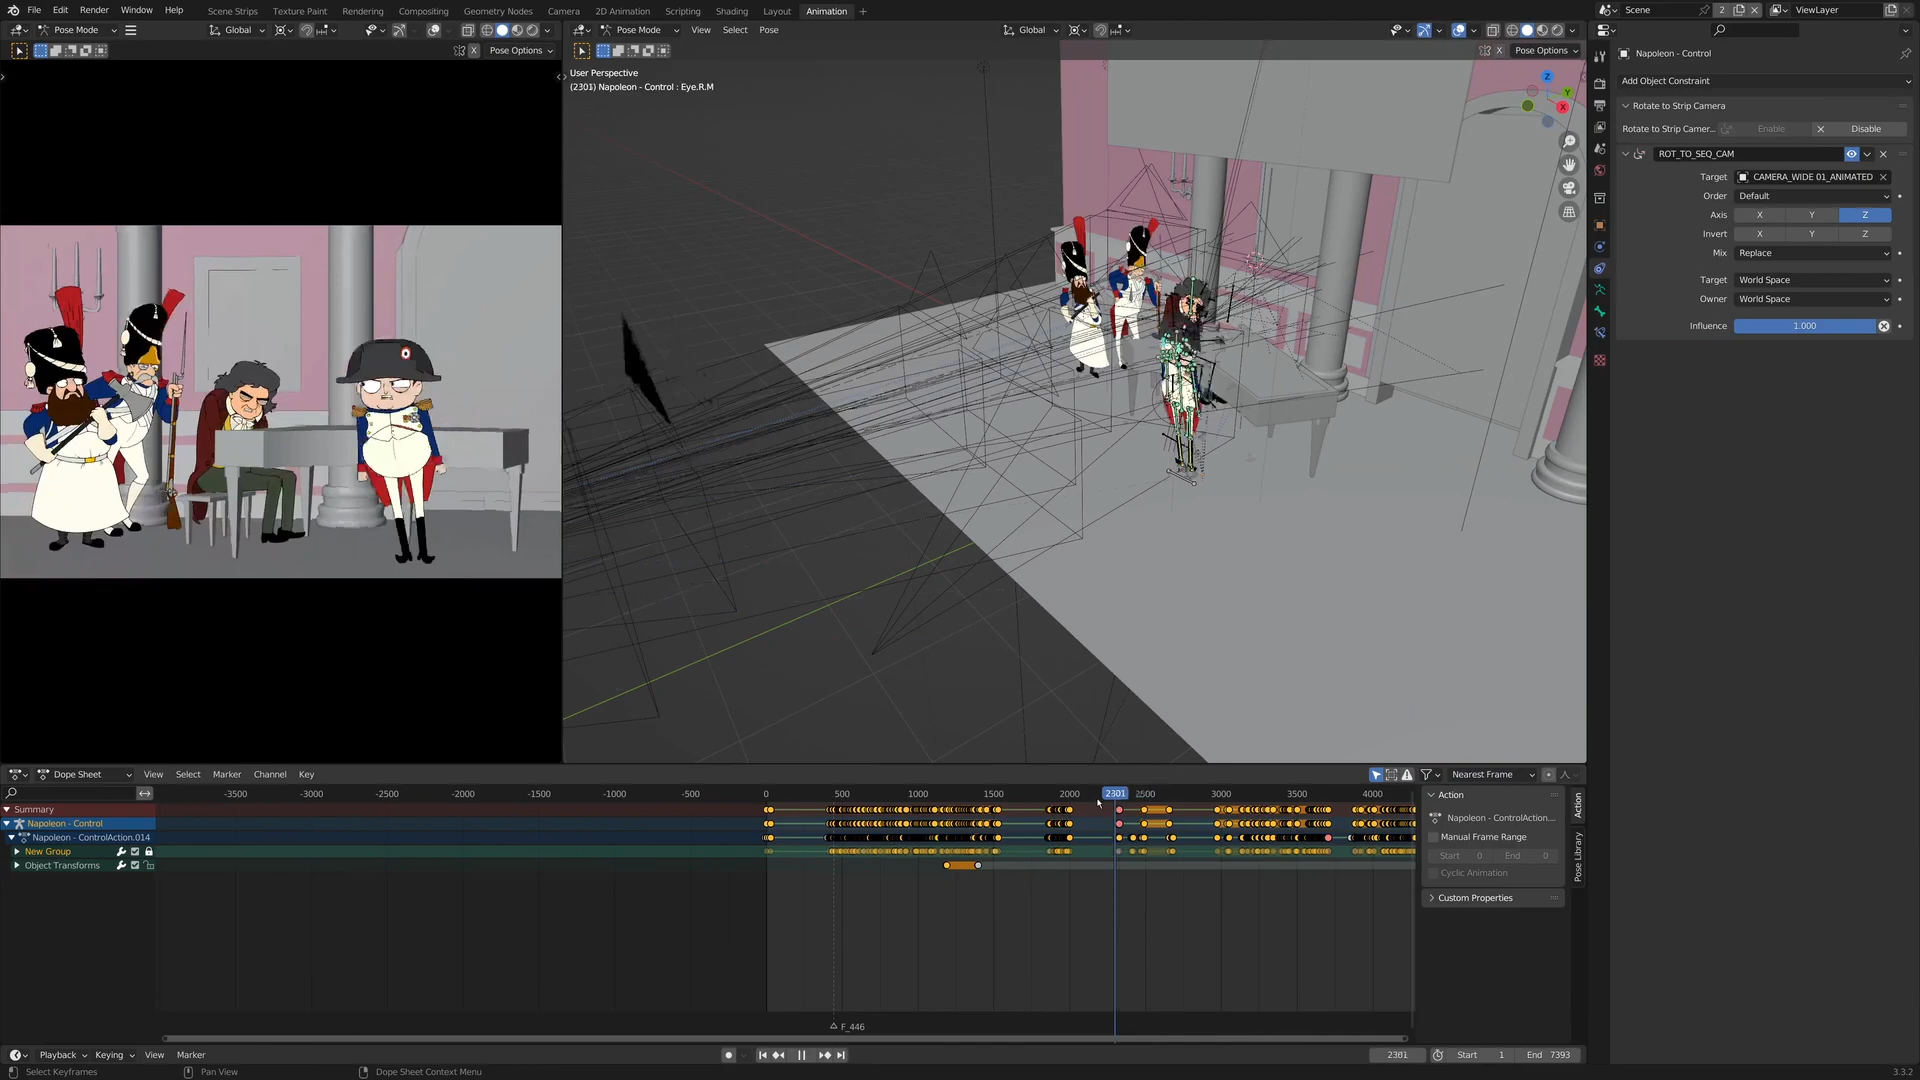 File Edit Render Window Help Scene Strips Texture Paint Rendering Compositing Geometry Nodes Camera 2D Animation Scripting Shading Layout Animation
Scene 2 ViewLayer
Pose Mode Global
Pose Mode View Select Pose Global
Pose Options
Pose Options
User Perspective
(2301) Napoleon - Control : Eye.R.M
Z
Y
X
Napoleon - Control
Add Object Constraint
Rotate to Strip Camera
Rotate to Strip Camer... Enable Disable
ROT_TO_SEQ_CAM
Target CAMERA_WIDE 01_ANIMATED
Order Default
Axis X Y Z
Invert X Y Z
Mix Replace
Target World Space
Owner World Space
Influence 1.000
Dope Sheet View Select Marker Channel Key Nearest Frame
-3500 -3000 -2500 -2000 -1500 -1000 -500 0 500 1000 1500 2000 2301 2500 3000 3500 4000
Summary
Napoleon - Control
Napoleon - ControlAction.014
New Group
Object Transforms
F_446
Action
Napoleon - ControlAction....
Manual Frame Range
Start 0 End 0
Cyclic Animation
Custom Properties
Action
Pose Library
Playback Keying View Marker 2301 Start 1 End 7393
Select Keyframes Pan View Dope Sheet Context Menu 3.3.2